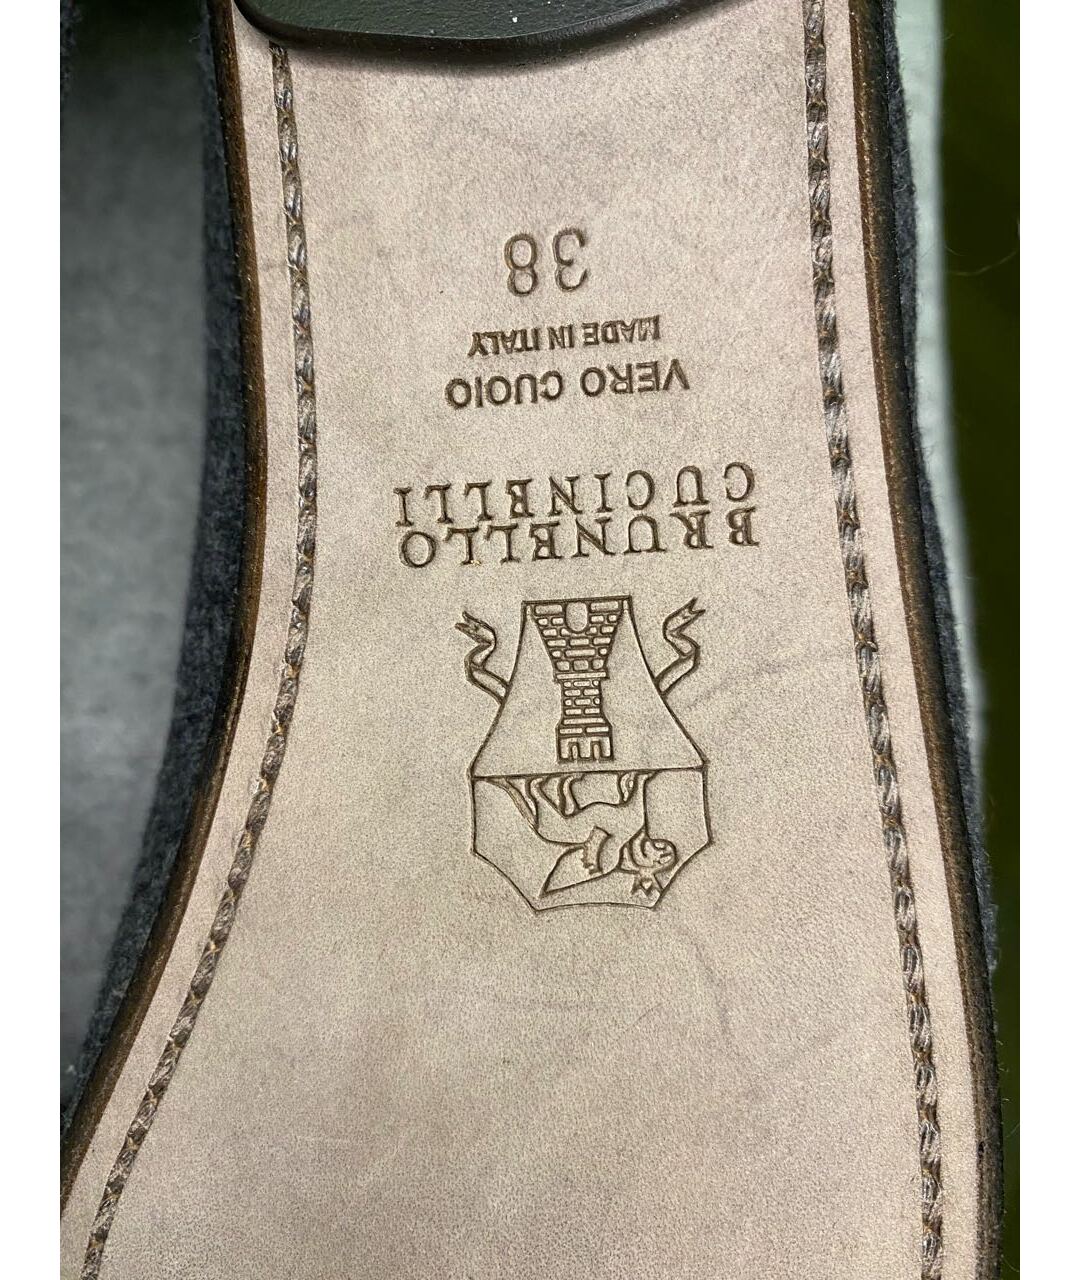 BRUNELLO
CUCINELLI
VERO CUOIO
MADE IN ITALY
38